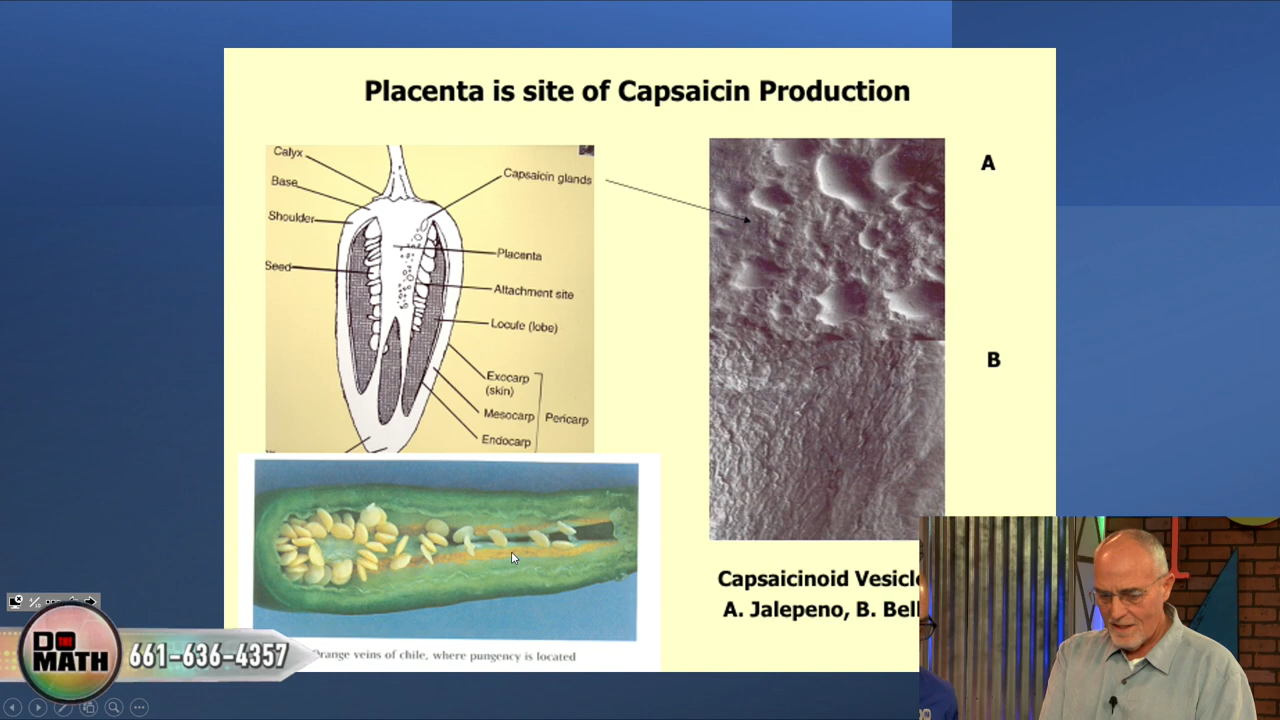 Placenta is site of Capsaicin Production
Calyx
Base
Shoulder
Seed
Capsaicin glands
Placenta
Attachment site
Locule (lobe)
Exocarp
(skin)
Mesocarp
Pericarp
Endocarp
A
B
Capsaicinoid Vesicle
A. Jalepeno, B. Bell
Orange veins of chile, where pungency is located
DO THE MATH
661-636-4357